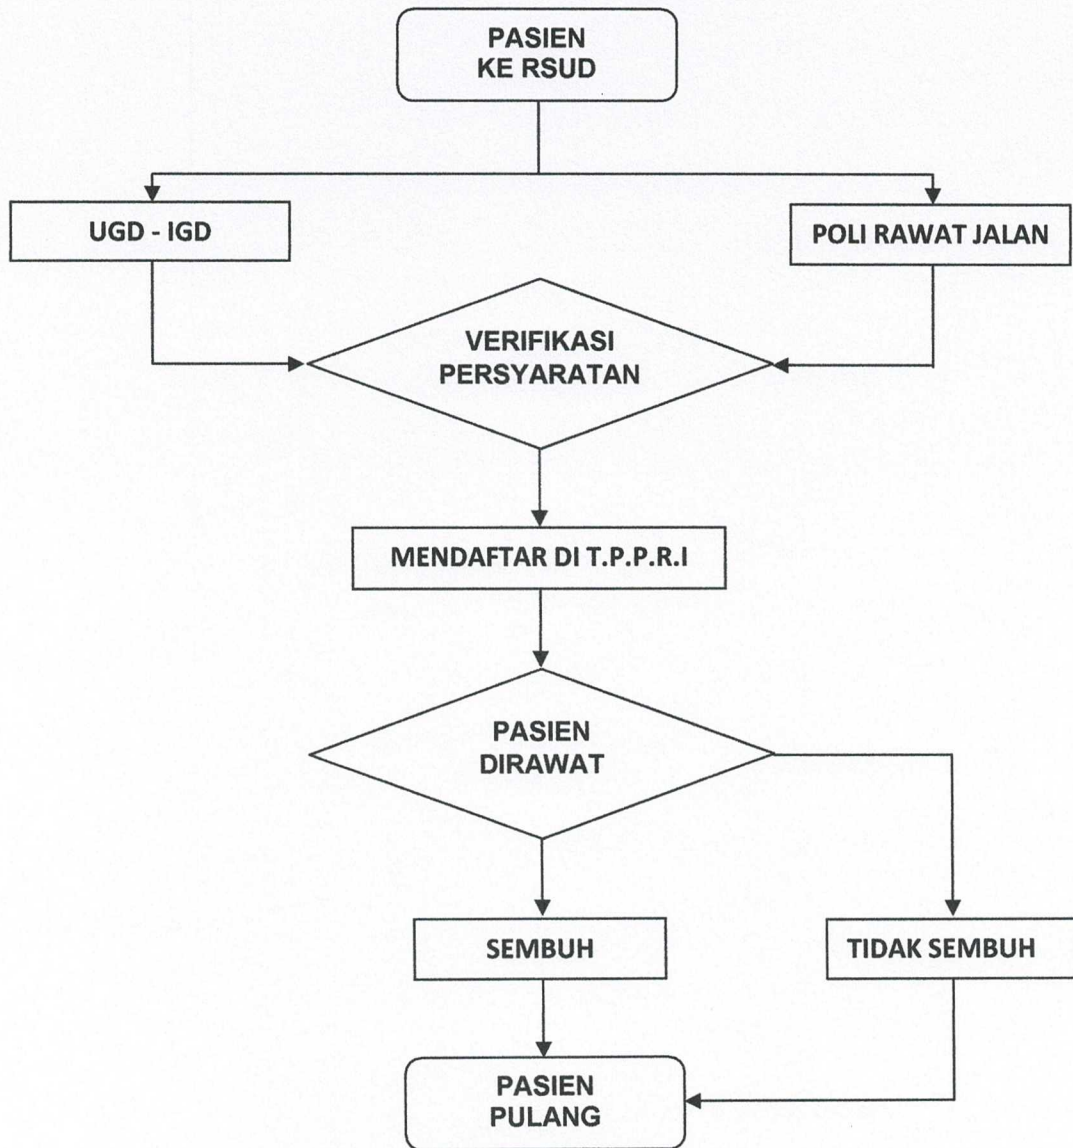 PASIEN
KE RSUD
UGD - IGD
POLI RAWAT JALAN
VERIFIKASI
PERSYARATAN
MENDAFTAR DI T.P.P.R.I
PASIEN
DIRAWAT
SEMBUH
TIDAK SEMBUH
PASIEN
PULANG